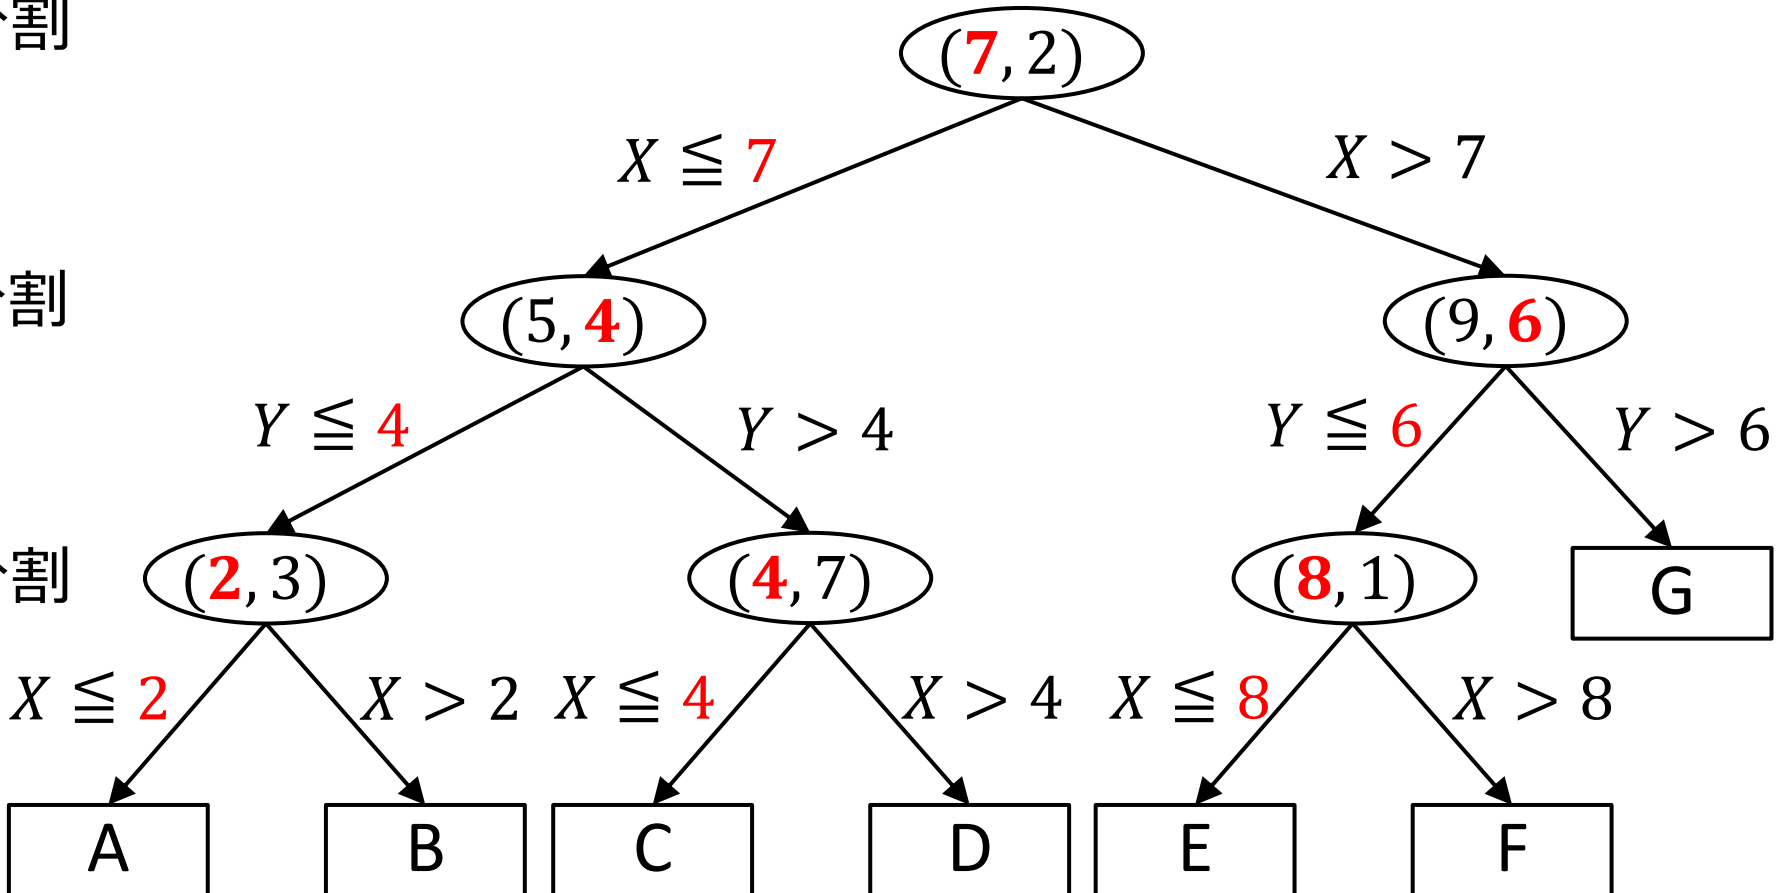 割
(7, 2)
X ≦ 7
X > 7
割
(5, 4)
(9, 6)
Y ≦ 4
Y > 4
Y ≦ 6
Y > 6
割
(2, 3)
(4, 7)
(8, 1)
G
X ≦ 2
X > 2
X ≦ 4
X > 4
X ≦ 8
X > 8
A
B
C
D
E
F